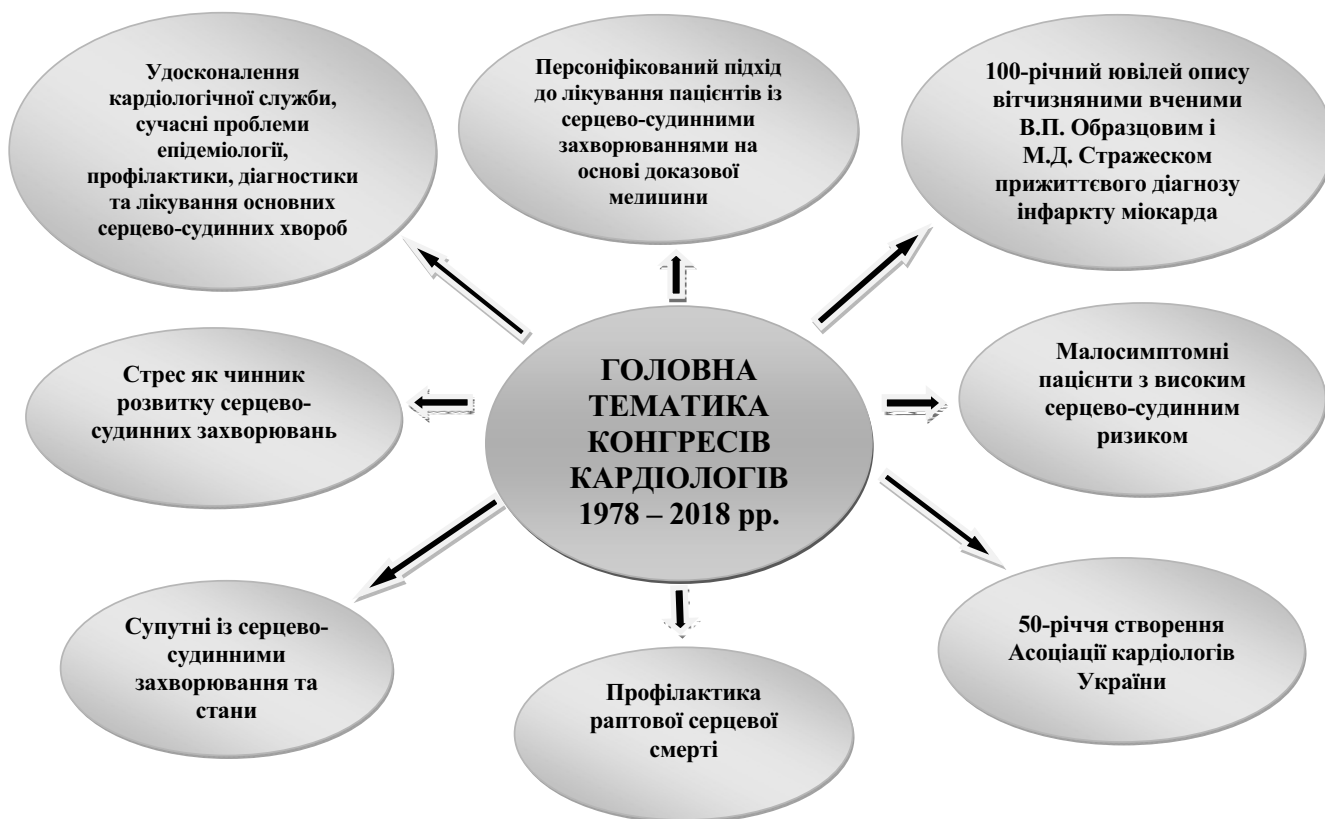 Удосконалення
кардіологічної служби,
сучасні проблеми
епідеміології,
профілактики, діагностики
та лікування основних
серцево-судинних хвороб
Персоніфікований підхід
до лікування пацієнтів із
серцево-судинними
захворюваннями на
основі доказової
медицини
100-річний ювілей опису
вітчизняними вченими
В.П. Образцовим і
М.Д. Стражеском
прижиттєвого діагнозу
інфаркту міокарда
Стрес як чинник
розвитку серцево-
судинних захворювань
ГОЛОВНА
ТЕМАТИКА
КОНГРЕСІВ
КАРДІОЛОГІВ
1978 – 2018 рр.
Малосимптомні
пацієнти з високим
серцево-судинним
ризиком
Супутні із серцево-
судинними
захворювання та
стани
Профілактика
раптової серцевої
смерті
50-річчя створення
Асоціації кардіологів
України